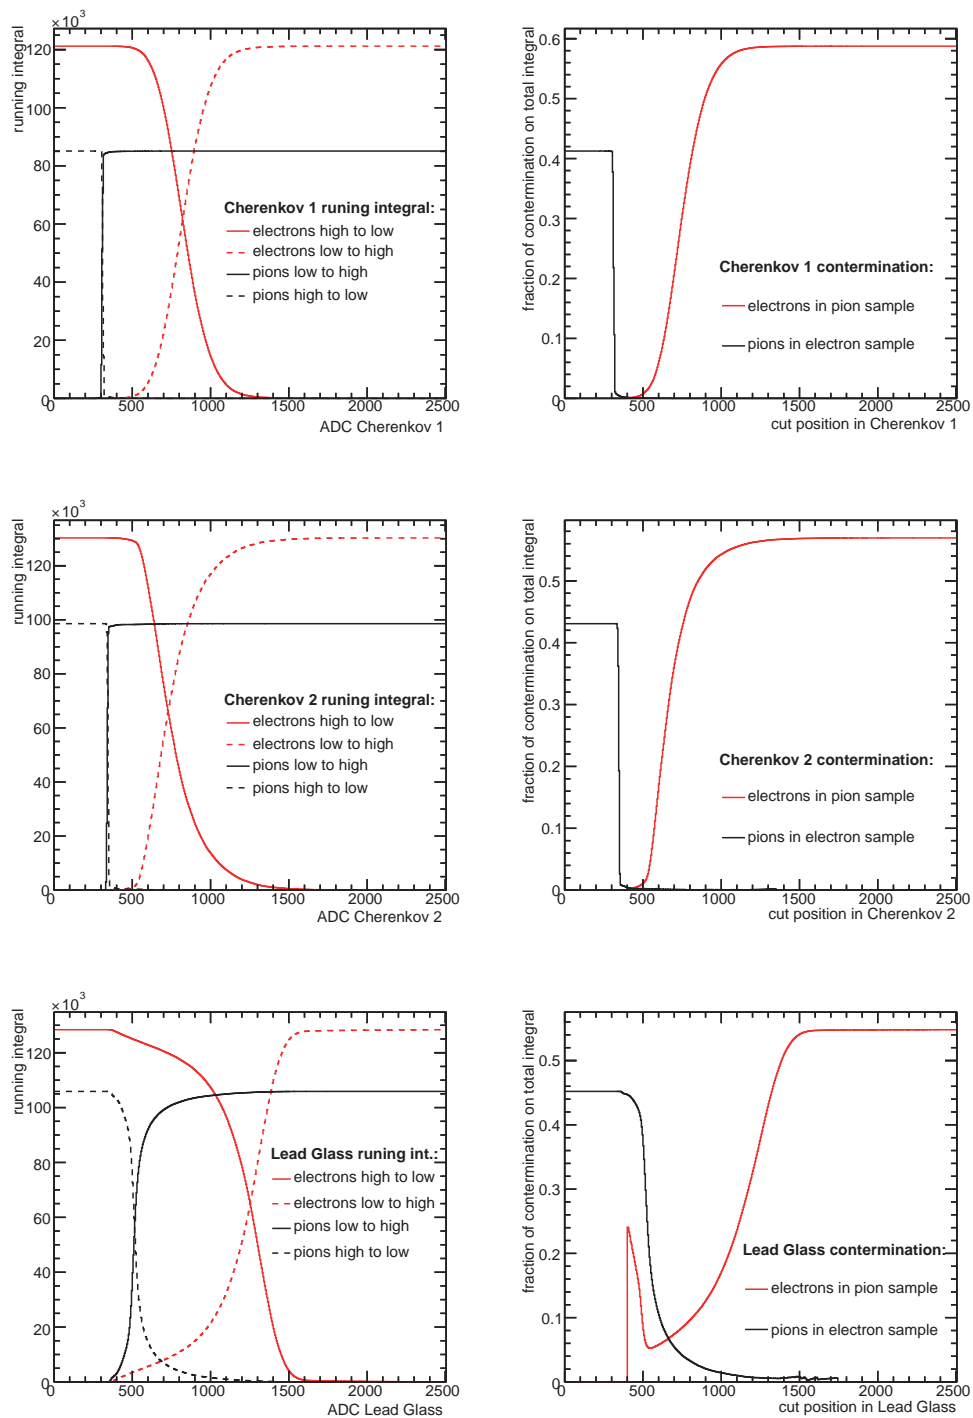 ×10³
120
100
80
60
40
20
0
0 500 1000 1500 2000 2500
running integral
ADC Cherenkov 1
Cherenkov 1 runing integral:
electrons high to low
electrons low to high
pions low to high
pions high to low
0.6
0.5
0.4
0.3
0.2
0.1
0
0 500 1000 1500 2000 2500
fraction of contermination on total integral
cut position in Cherenkov 1
Cherenkov 1 contermination:
electrons in pion sample
pions in electron sample
×10³
120
100
80
60
40
20
0
0 500 1000 1500 2000 2500
running integral
ADC Cherenkov 2
Cherenkov 2 runing integral:
electrons high to low
electrons low to high
pions low to high
pions high to low
0.5
0.4
0.3
0.2
0.1
0
0 500 1000 1500 2000 2500
fraction of contermination on total integral
cut position in Cherenkov 2
Cherenkov 2 contermination:
electrons in pion sample
pions in electron sample
×10³
120
100
80
60
40
20
0
0 500 1000 1500 2000 2500
running integral
ADC Lead Glass
Lead Glass runing int.:
electrons high to low
electrons low to high
pions low to high
pions high to low
0.5
0.4
0.3
0.2
0.1
0
0 500 1000 1500 2000 2500
fraction of contermination on total integral
cut position in Lead Glass
Lead Glass contermination:
electrons in pion sample
pions in electron sample